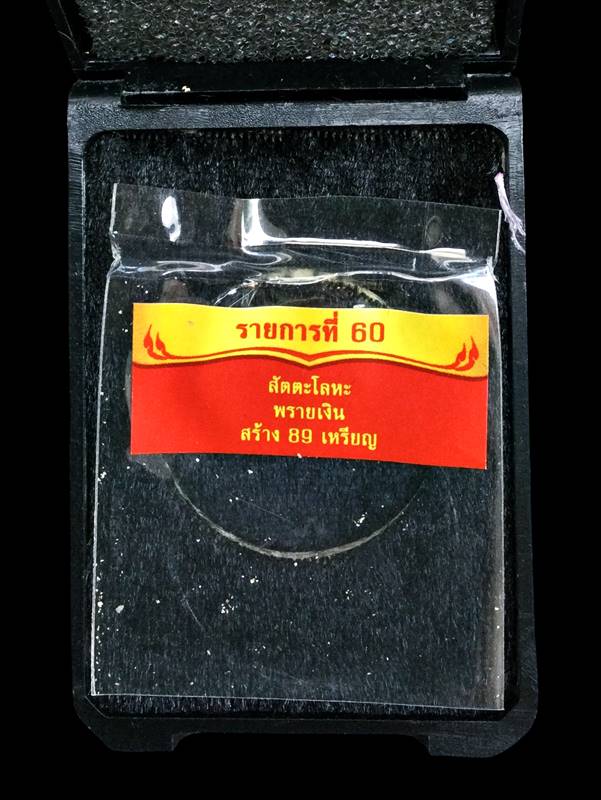 รายการที่ 60
สัตตะโลหะ
พรายเงิน
สร้าง 89 เหรียญ